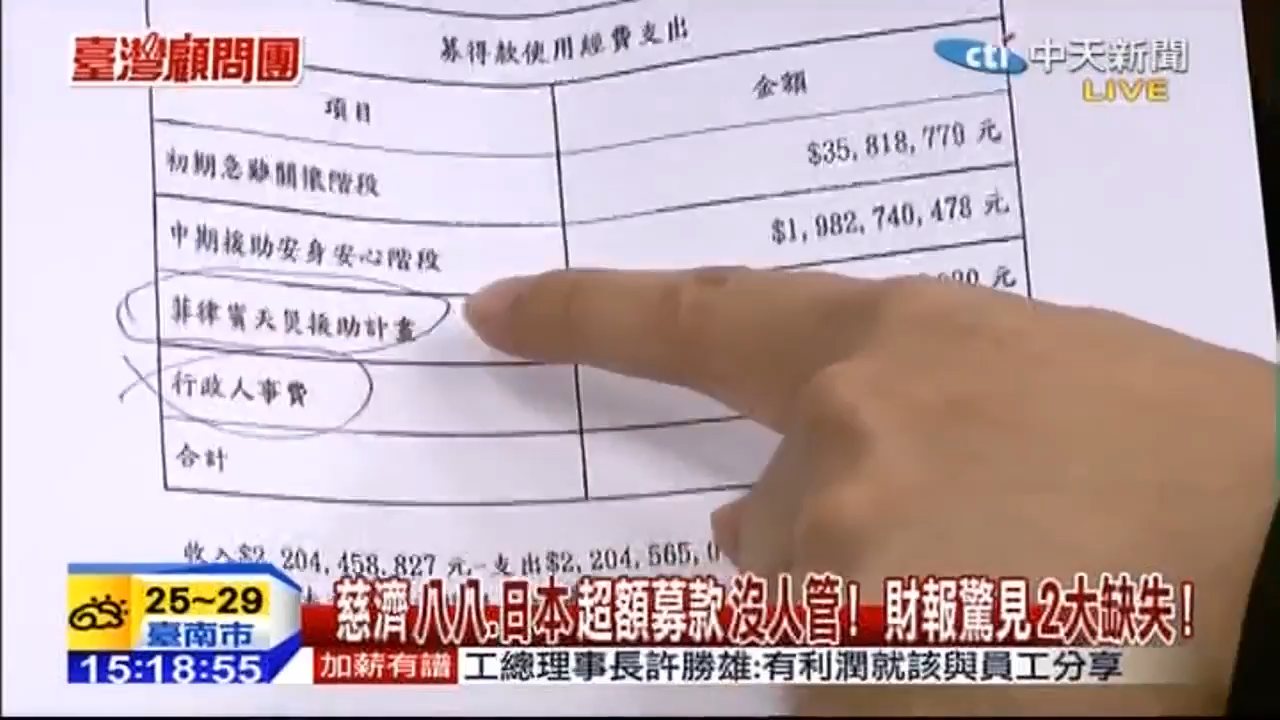 臺灣顧問團
cti 中天新聞
LIVE
募得款使用經費支出
項目 金額
初期急難關懷階段 $35,818,770 元
中期援助安身安心階段 $1,982,740,478 元
菲律賓天災援助計畫 元
行政人事費
合計
收入$2,204,458,827 元-支出$2,204,565,0
25~29
臺南市
15:18:55
慈濟 八八.日本 超額募款 沒人管! 財報驚見 2大缺失!
加薪有譜 工總理事長許勝雄:有利潤就該與員工分享